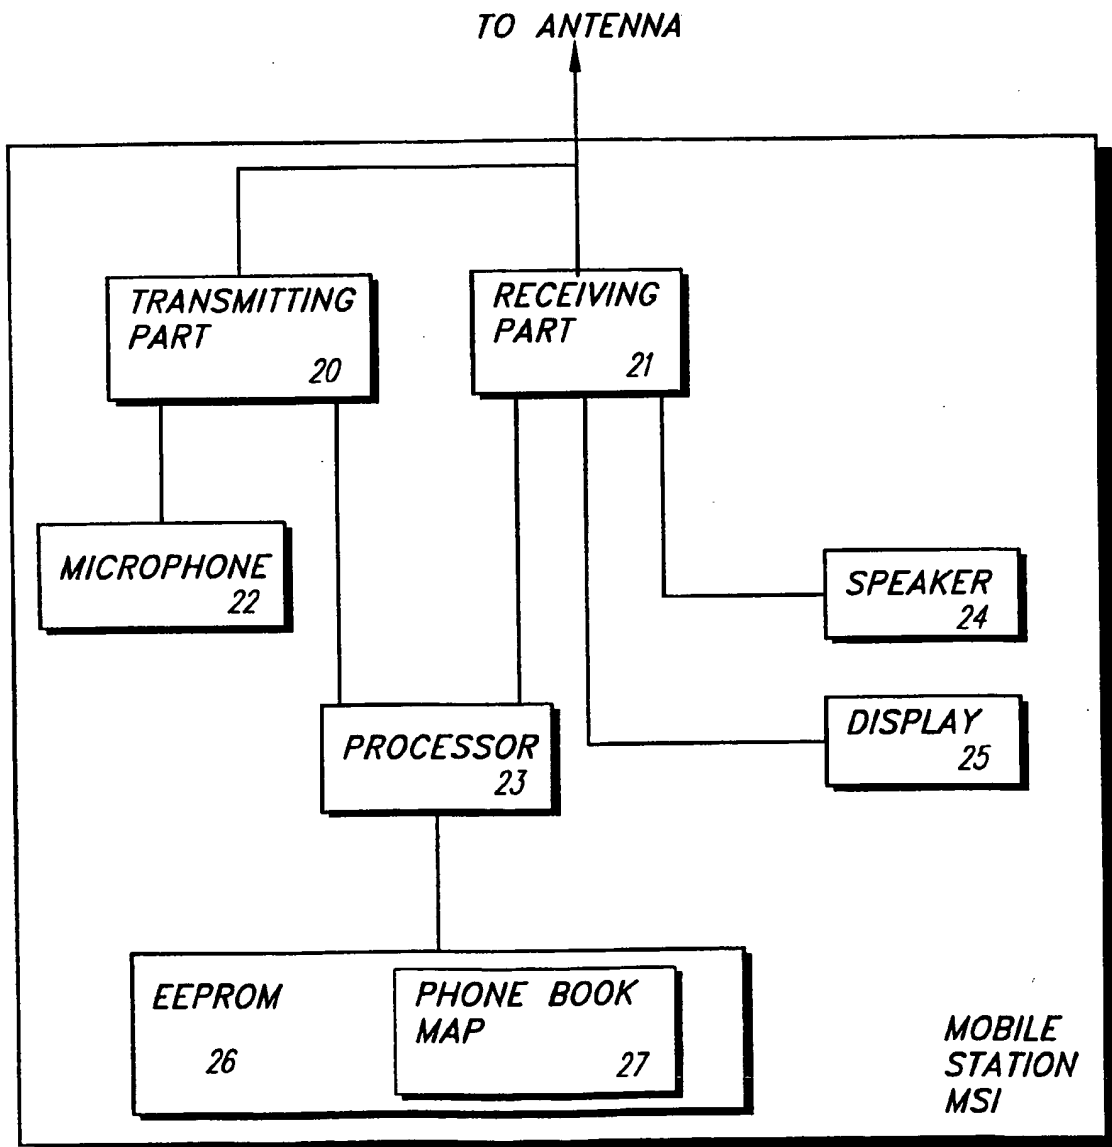 TO ANTENNA
TRANSMITTING
PART
20
RECEIVING
PART
21
MICROPHONE
22
SPEAKER
24
PROCESSOR
23
DISPLAY
25
EEPROM
26
PHONE BOOK
MAP
27
MOBILE
STATION
MSI